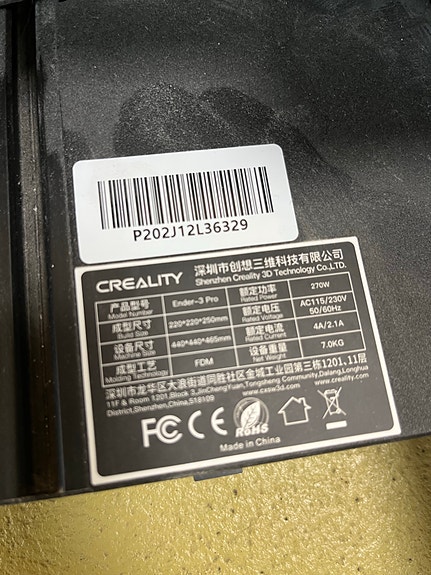 P202J12L36329
CREALITY 深圳市创想三维科技有限公司
Shenzhen Creality 3D Technology Co.,LTD.
产品型号 Ender-3 Pro 额定功率 270W
Model Number Rated Power
成型尺寸 220*220*250mm 额定电压 AC115/230V
Build Size Rated Voltage 50/60Hz
设备尺寸 440*440*465mm 额定电流 4A/2.1A
Machine Size Rated Current
成型工艺 FDM 设备重量 7.0KG
Molding Technology Net Weight
深圳市龙华区大浪街道同胜社区金城工业园第三栋1201,11层
11F & Room 1201,Block 3,JinChengYuan,Tongsheng Community,Dalang,Longhua
District,Shenzhen,China,518109 www.cxsw3d.com www.creality.com
FC CE RoHS
Made in China